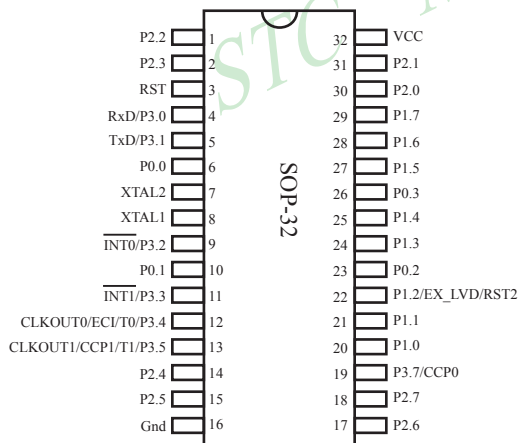 STC
P2.2 1 32 VCC
P2.3 2 31 P2.1
RST 3 30 P2.0
RxD/P3.0 4 29 P1.7
TxD/P3.1 5 28 P1.6
P0.0 6 27 P1.5
XTAL2 7 26 P0.3
XTAL1 8 25 P1.4
INT0/P3.2 9 24 P1.3
P0.1 10 23 P0.2
INT1/P3.3 11 22 P1.2/EX_LVD/RST2
CLKOUT0/ECI/T0/P3.4 12 21 P1.1
CLKOUT1/CCP1/T1/P3.5 13 20 P1.0
P2.4 14 19 P3.7/CCP0
P2.5 15 18 P2.7
Gnd 16 17 P2.6
SOP-32